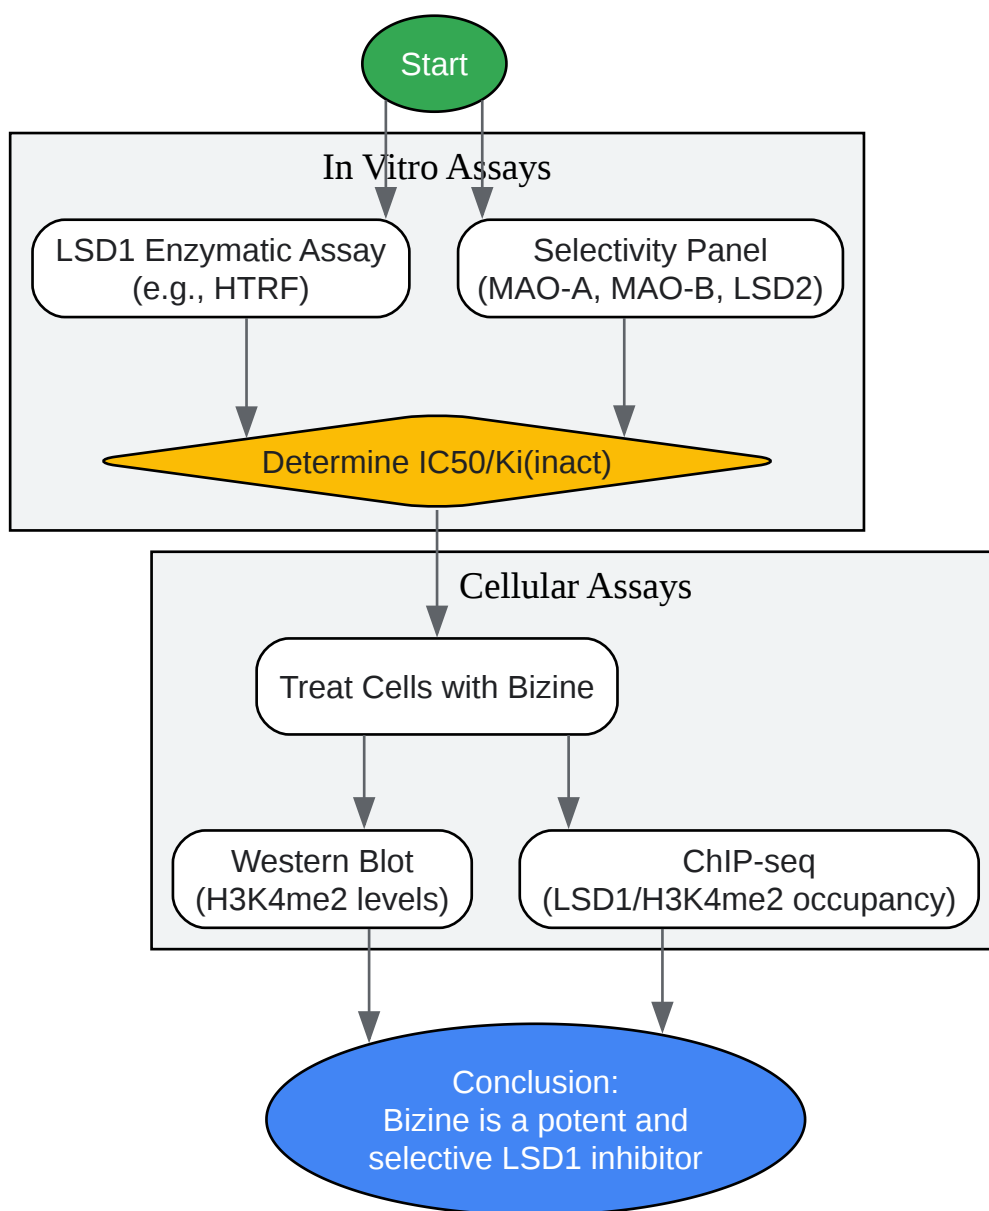 Start
In Vitro Assays
LSD1 Enzymatic Assay
(e.g., HTRF)
Selectivity Panel
(MAO-A, MAO-B, LSD2)
Determine IC50/Ki(inact)
Cellular Assays
Treat Cells with Bizine
Western Blot
(H3K4me2 levels)
ChIP-seq
(LSD1/H3K4me2 occupancy)
Conclusion:
Bizine is a potent and
selective LSD1 inhibitor